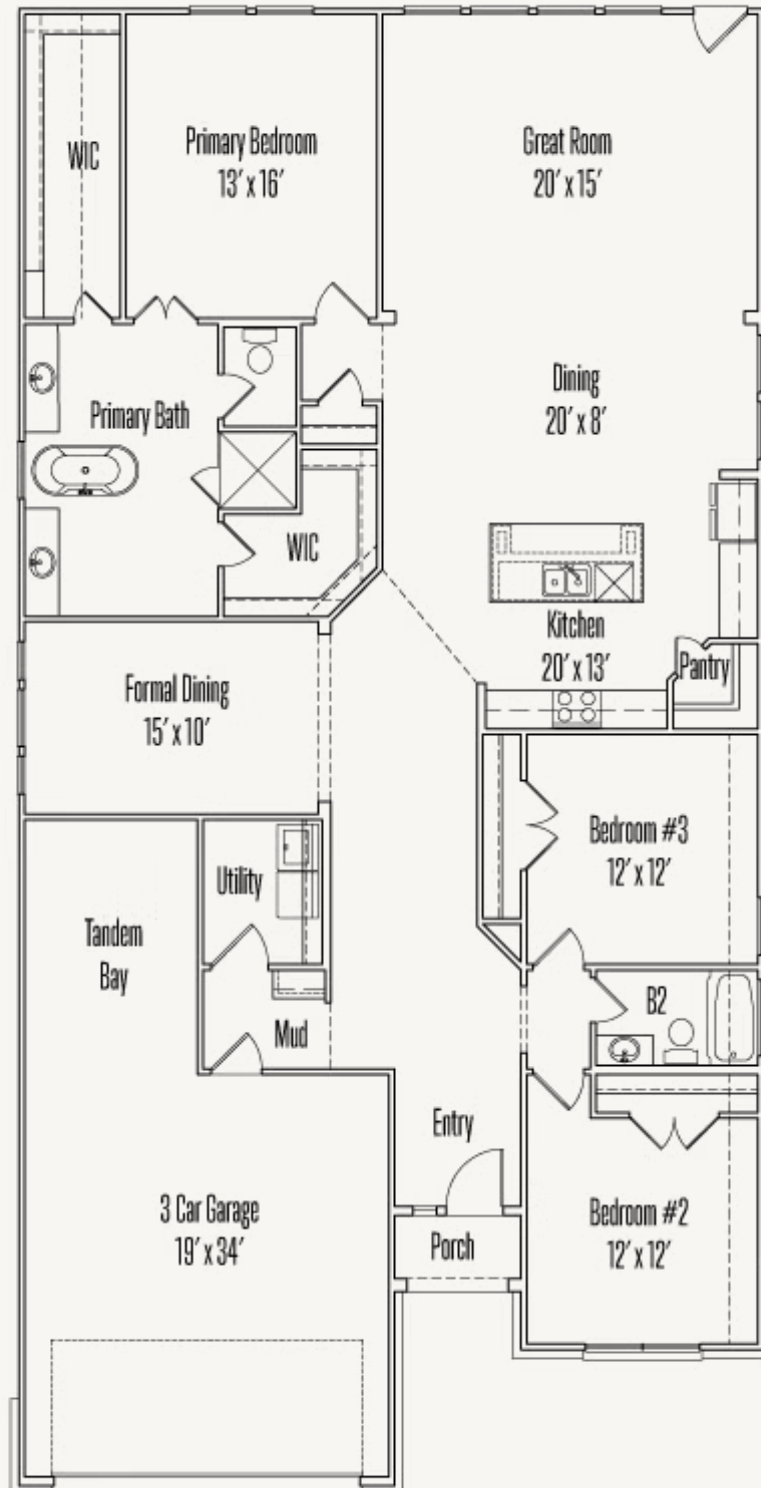 WIC
Primary Bedroom
13' x 16'
Great Room
20' x 15'
Primary Bath
Dining
20' x 8'
WIC
Kitchen
20' x 13'
Pantry
Formal Dining
15' x 10'
Bedroom #3
12' x 12'
Utility
Tandem
Bay
B2
Mud
Entry
3 Car Garage
19' x 34'
Porch
Bedroom #2
12' x 12'